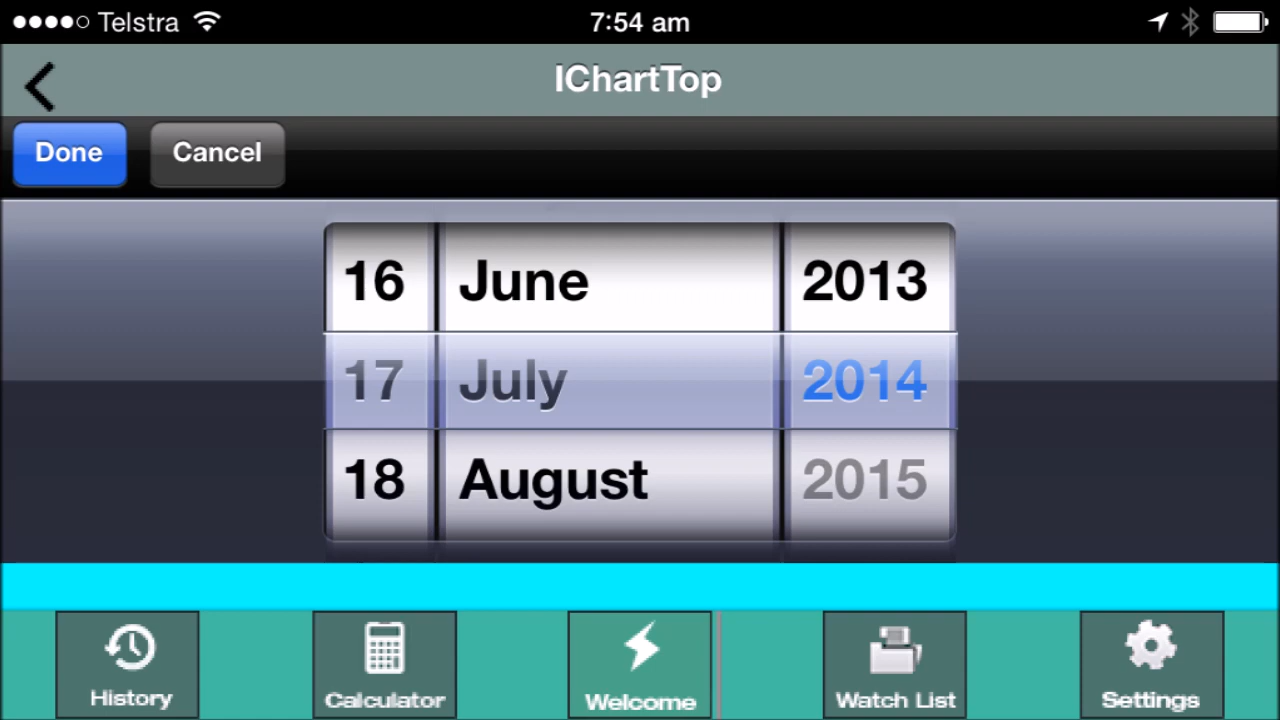 Telstra 7:54 am
IChartTop
Done Cancel
16 June 2013
17 July 2014
18 August 2015
History Calculator Welcome Watch List Settings